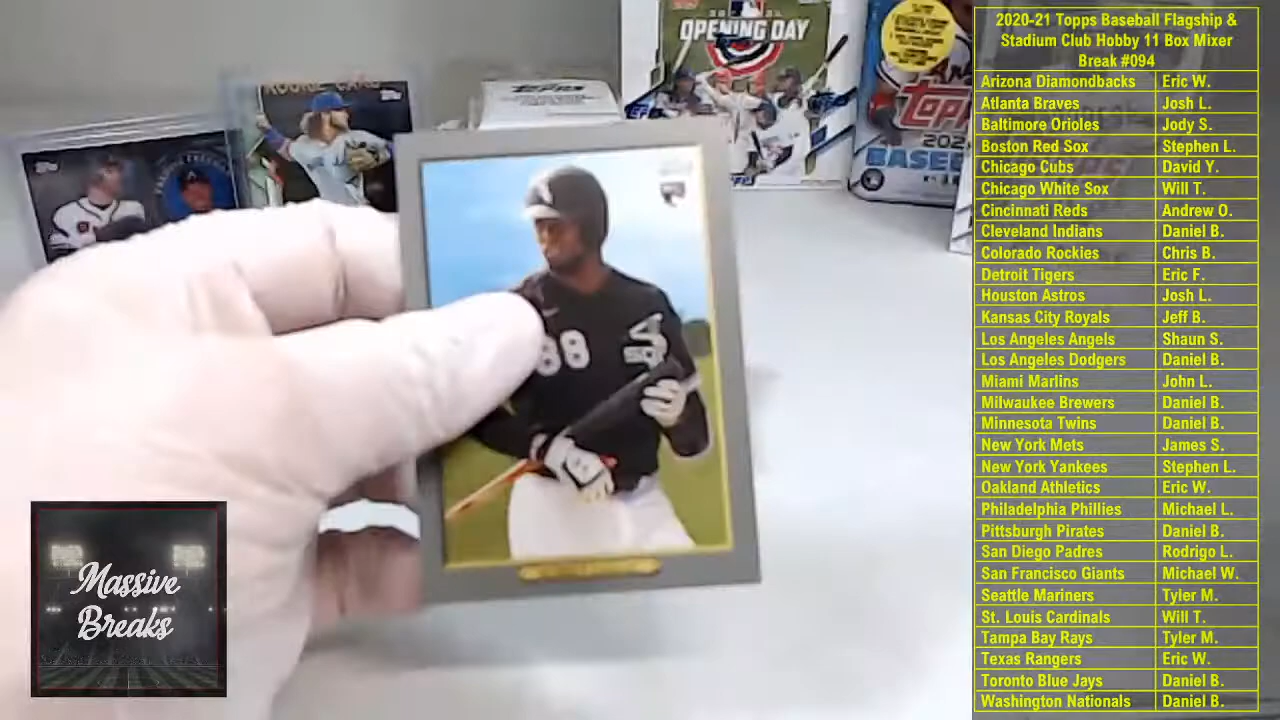 2020-21 Topps Baseball Flagship &
Stadium Club Hobby 11 Box Mixer
Break #094
Arizona Diamondbacks Eric W.
Atlanta Braves Josh L.
Baltimore Orioles Jody S.
Boston Red Sox Stephen L.
Chicago Cubs David Y.
Chicago White Sox Will T.
Cincinnati Reds Andrew O.
Cleveland Indians Daniel B.
Colorado Rockies Chris B.
Detroit Tigers Eric F.
Houston Astros Josh L.
Kansas City Royals Jeff B.
Los Angeles Angels Shaun S.
Los Angeles Dodgers Daniel B.
Miami Marlins John L.
Milwaukee Brewers Daniel B.
Minnesota Twins Daniel B.
New York Mets James S.
New York Yankees Stephen L.
Oakland Athletics Eric W.
Philadelphia Phillies Michael L.
Pittsburgh Pirates Daniel B.
San Diego Padres Rodrigo L.
San Francisco Giants Michael W.
Seattle Mariners Tyler M.
St. Louis Cardinals Will T.
Tampa Bay Rays Tyler M.
Texas Rangers Eric W.
Toronto Blue Jays Daniel B.
Washington Nationals Daniel B.
OPENING DAY
Topps
88
Massive
Breaks